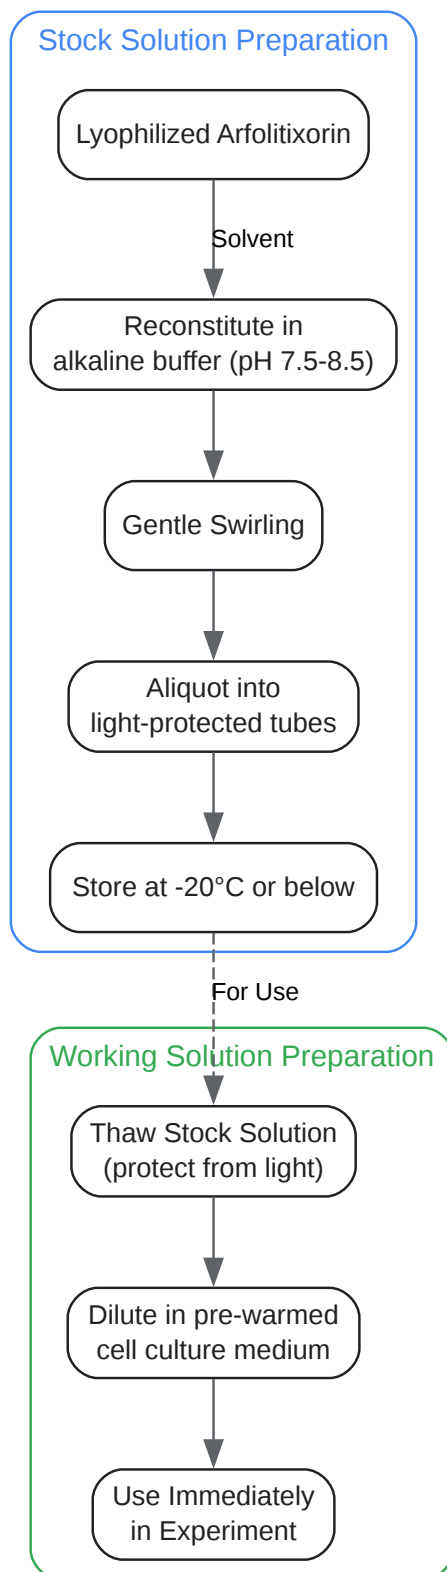 Stock Solution Preparation
Lyophilized Arfolitixorin
Solvent
Reconstitute in
alkaline buffer (pH 7.5-8.5)
Gentle Swirling
Aliquot into
light-protected tubes
Store at -20°C or below
For Use
Working Solution Preparation
Thaw Stock Solution
(protect from light)
Dilute in pre-warmed
cell culture medium
Use Immediately
in Experiment